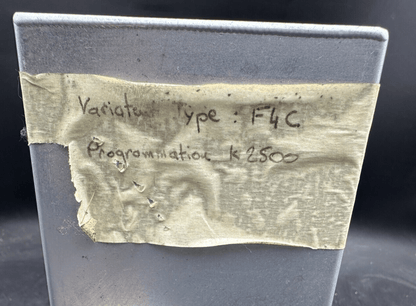 Variateur Type : F4C
Programmation K2500